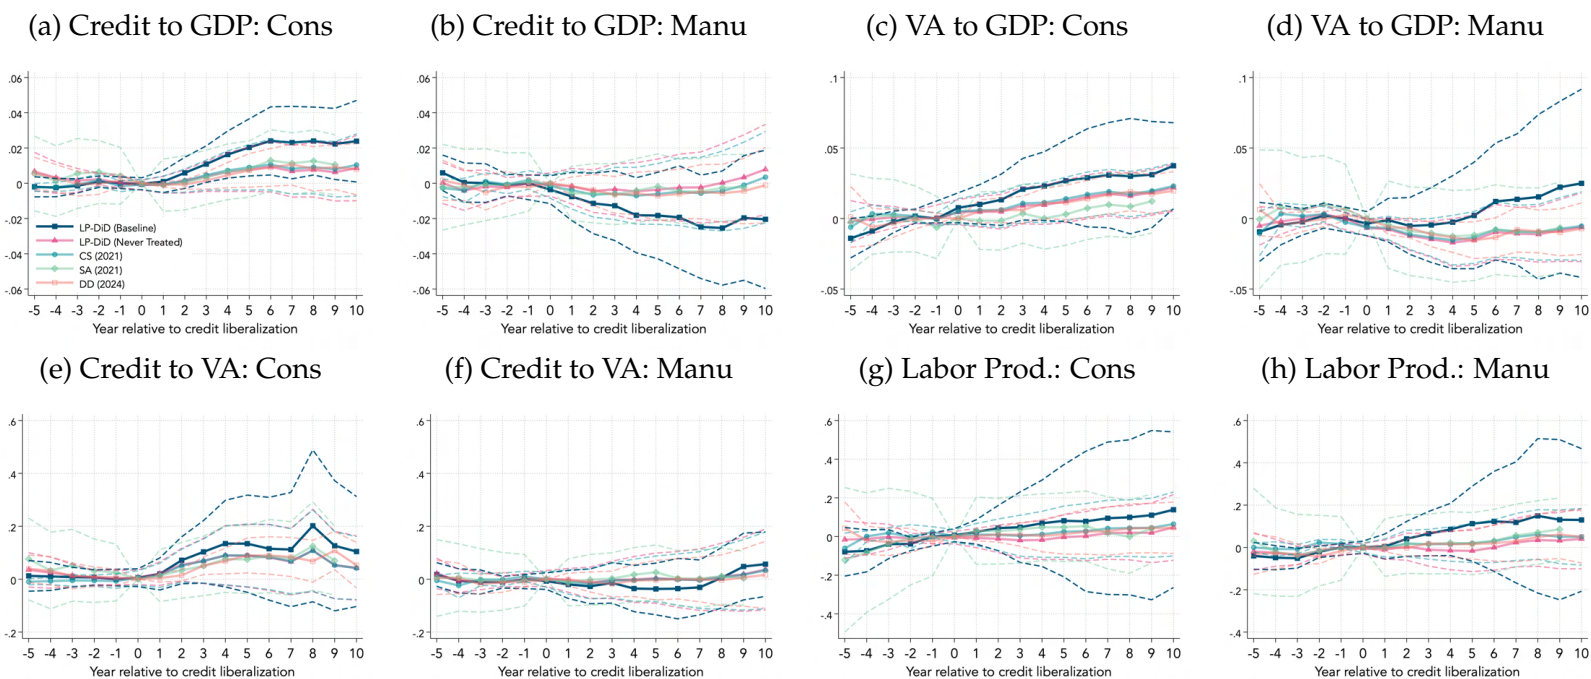 (a) Credit to GDP: Cons
(b) Credit to GDP: Manu
(c) VA to GDP: Cons
(d) VA to GDP: Manu
.06
.04
.02
0
-.02
-.04
-.06
LP-DiD (Baseline)
LP-DiD (Never Treated)
CS (2021)
SA (2021)
DD (2024)
-5 -4 -3 -2 -1 0 1 2 3 4 5 6 7 8 9 10
Year relative to credit liberalization
.06
.04
.02
0
-.02
-.04
-.06
-5 -4 -3 -2 -1 0 1 2 3 4 5 6 7 8 9 10
Year relative to credit liberalization
.1
.05
0
-.05
-5 -4 -3 -2 -1 0 1 2 3 4 5 6 7 8 9 10
Year relative to credit liberalization
.1
.05
0
-.05
-5 -4 -3 -2 -1 0 1 2 3 4 5 6 7 8 9 10
Year relative to credit liberalization
(e) Credit to VA: Cons
(f) Credit to VA: Manu
(g) Labor Prod.: Cons
(h) Labor Prod.: Manu
.6
.4
.2
0
-.2
-5 -4 -3 -2 -1 0 1 2 3 4 5 6 7 8 9 10
Year relative to credit liberalization
.6
.4
.2
0
-.2
-5 -4 -3 -2 -1 0 1 2 3 4 5 6 7 8 9 10
Year relative to credit liberalization
.6
.4
.2
0
-.2
-.4
-5 -4 -3 -2 -1 0 1 2 3 4 5 6 7 8 9 10
Year relative to credit liberalization
.6
.4
.2
0
-.2
-.4
-5 -4 -3 -2 -1 0 1 2 3 4 5 6 7 8 9 10
Year relative to credit liberalization